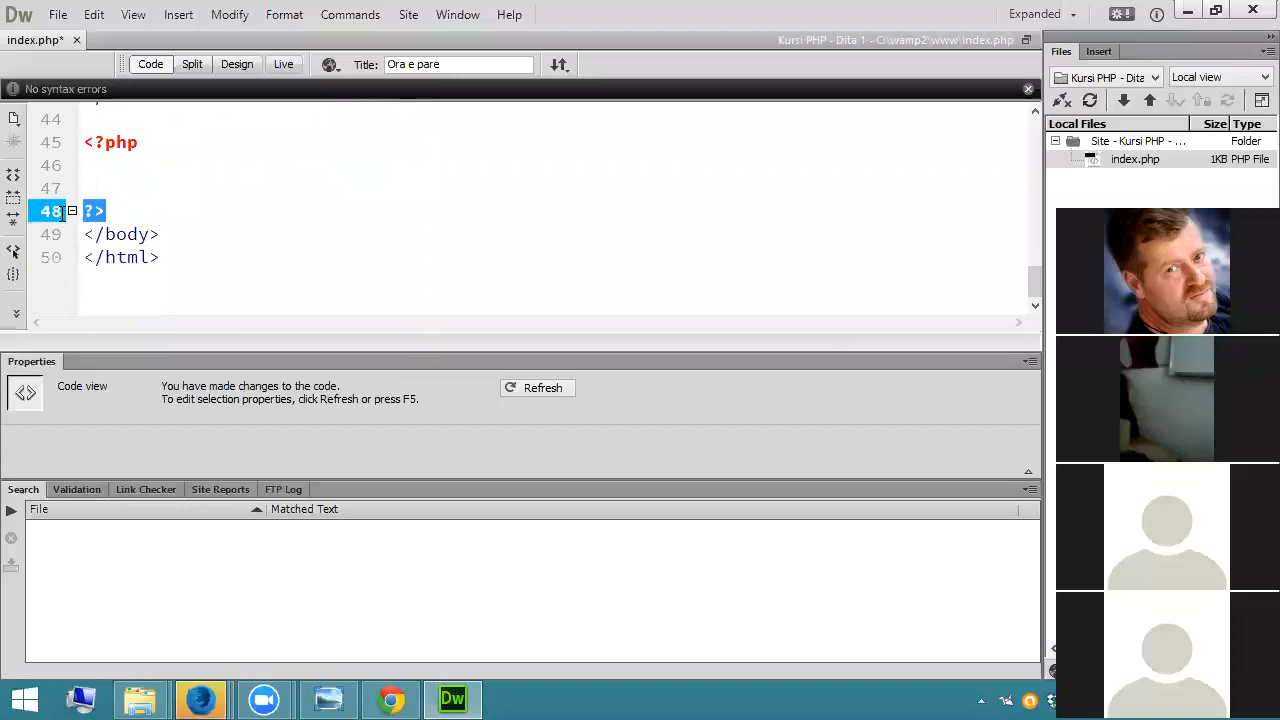 Dw File Edit View Insert Modify Format Commands Site Window Help Expanded
index.php* Kursi PHP - Dita 1 - C:\wamp2\www\index.php
Code Split Design Live Title: Ora e pare
No syntax errors
44
45 <?php
46
47
48 ?>
49 </body>
50 </html>
Properties
Code view You have made changes to the code. Refresh
To edit selection properties, click Refresh or press F5.
Search Validation Link Checker Site Reports FTP Log
File Matched Text
Files Insert
Kursi PHP - Dita Local view
Local Files Size Type
Site - Kursi PHP - ... Folder
index.php 1KB PHP File
Dw